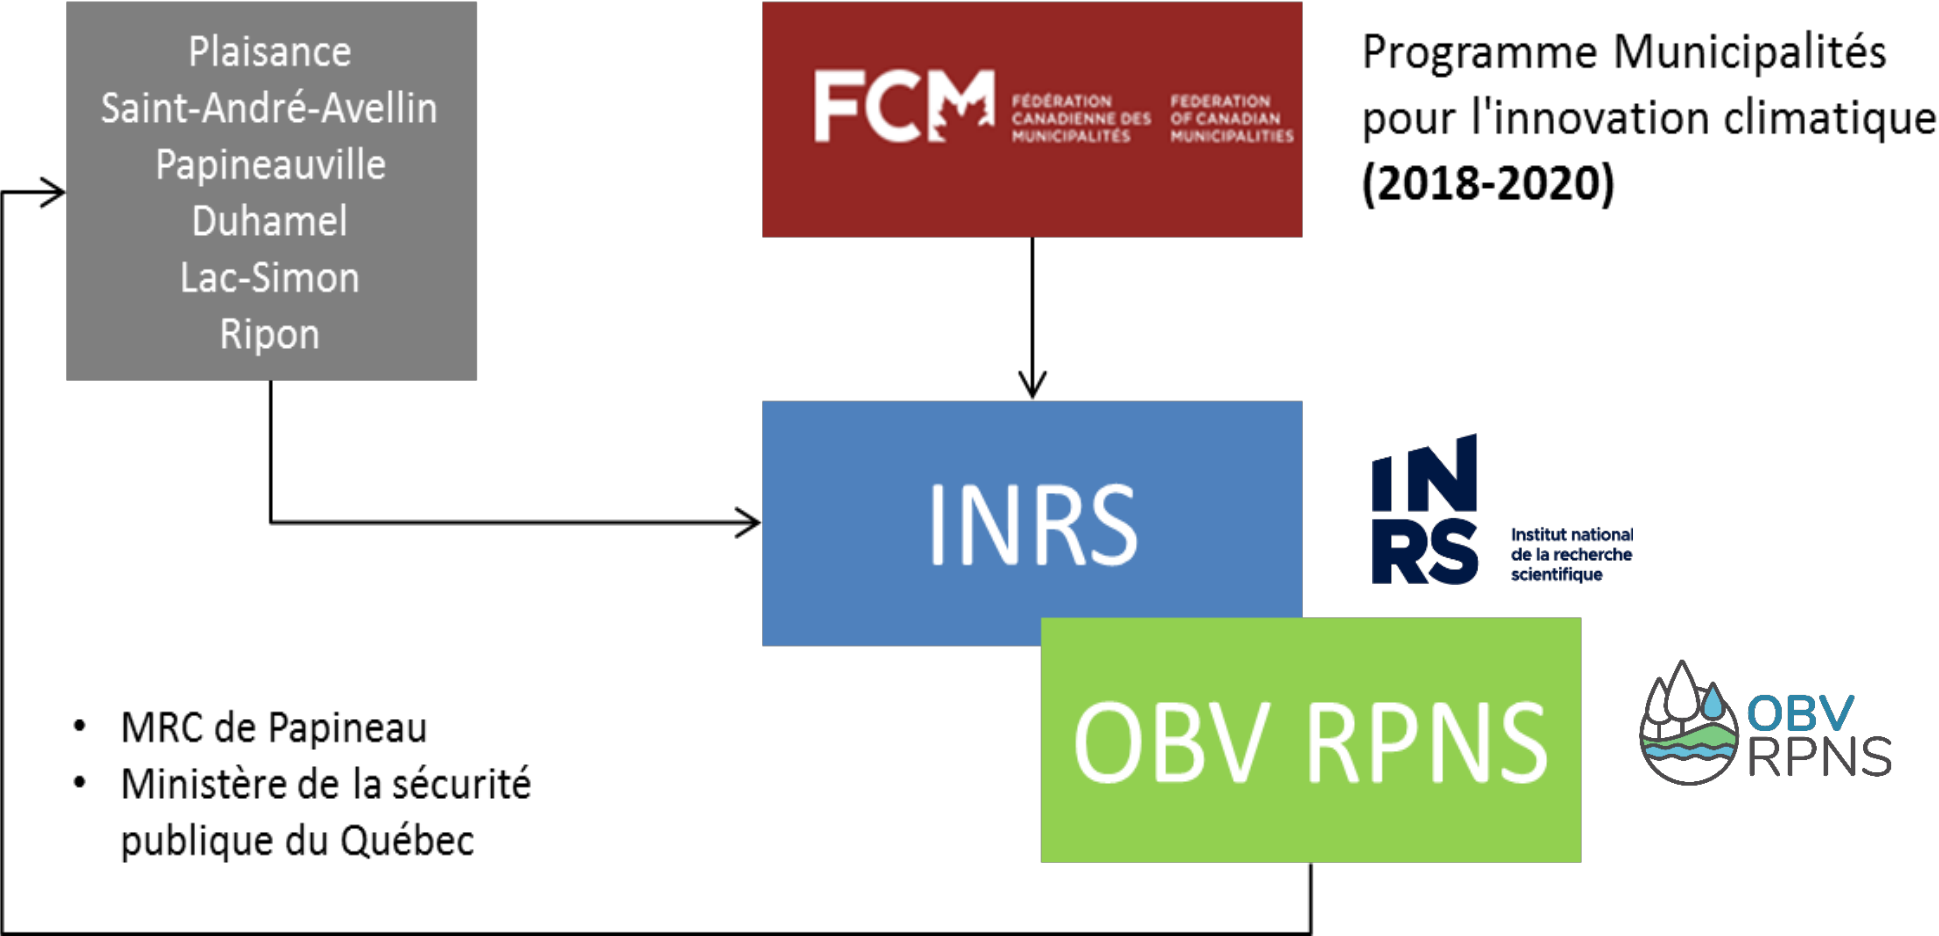 Plaisance
Saint-André-Avellin
Papineauville
Duhamel
Lac-Simon
Ripon
FCM
FÉDÉRATION
CANADIENNE DES
MUNICIPALITÉS
FEDERATION
OF CANADIAN
MUNICIPALITIES
Programme Municipalités
pour l'innovation climatique
(2018-2020)
INRS
IN
RS
Institut national
de la recherche
scientifique
OBV RPNS
OBV
RPNS
• MRC de Papineau
• Ministère de la sécurité
publique du Québec